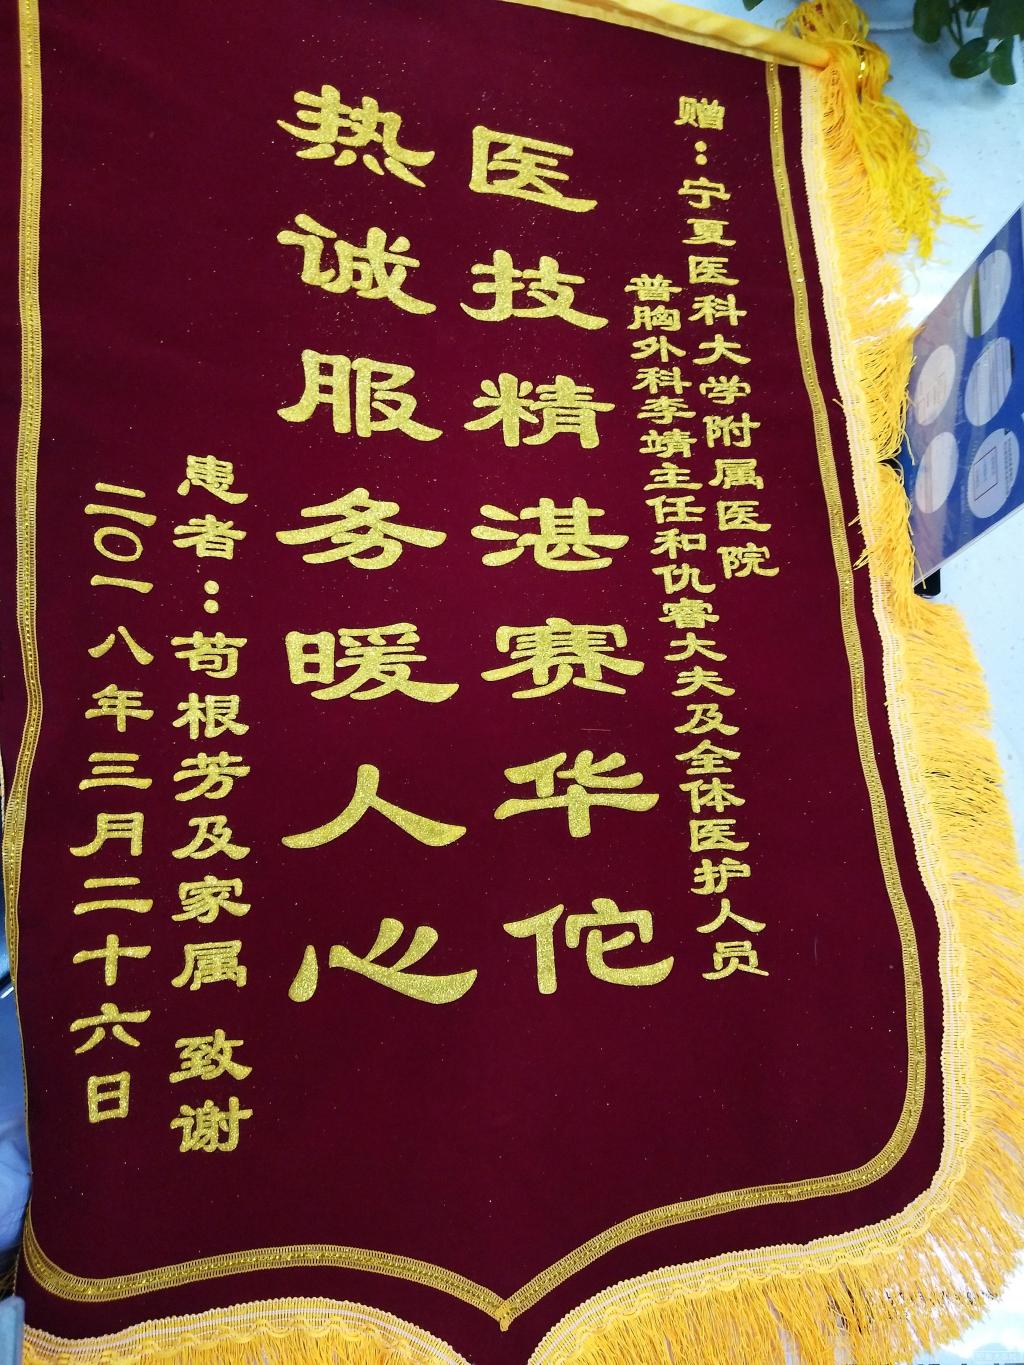 赠：宁夏医科大学附属医院
普胸外科李靖主任和仇睿大夫及全体医护人员
医技精湛赛华佗
热诚服务暖人心
患者：苟根芳及家属 致谢
二〇一八年三月二十六日